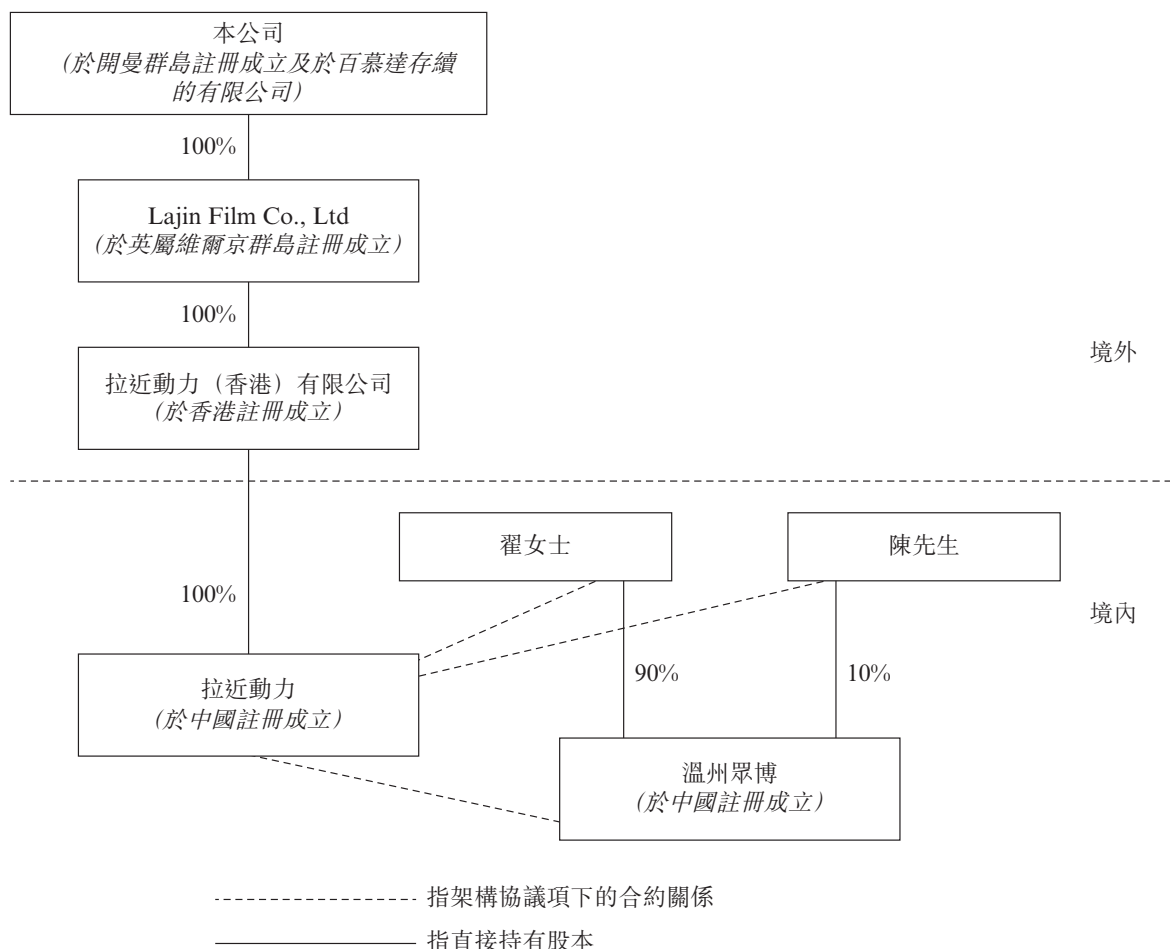 本公司
(於開曼群島註冊成立及於百慕達存續
的有限公司)
100%
Lajin Film Co., Ltd
(於英屬維爾京群島註冊成立)
100%
拉近動力（香港）有限公司
(於香港註冊成立)
境外
翟女士
陳先生
100%
境內
拉近動力
(於中國註冊成立)
90%
10%
溫州眾博
(於中國註冊成立)
指架構協議項下的合約關係
指直接持有股本